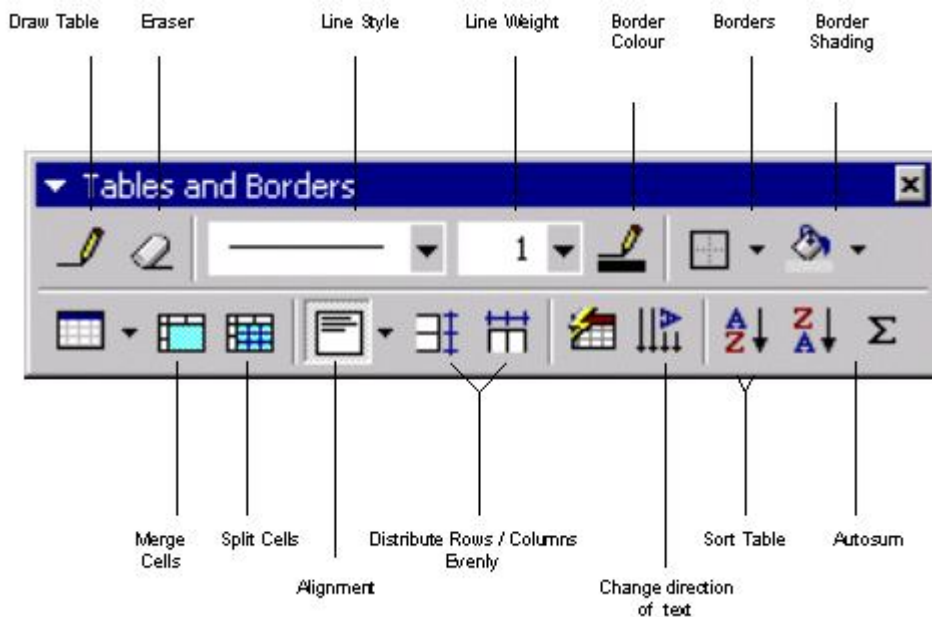 Draw Table Eraser Line Style Line Weight Border Borders Border
Colour Shading
Tables and Borders
1
A Z A
Z A
Σ
Merge Split Cells Distribute Rows / Columns Sort Table Autosum
Cells Evenly
Alignment Change direction
of text